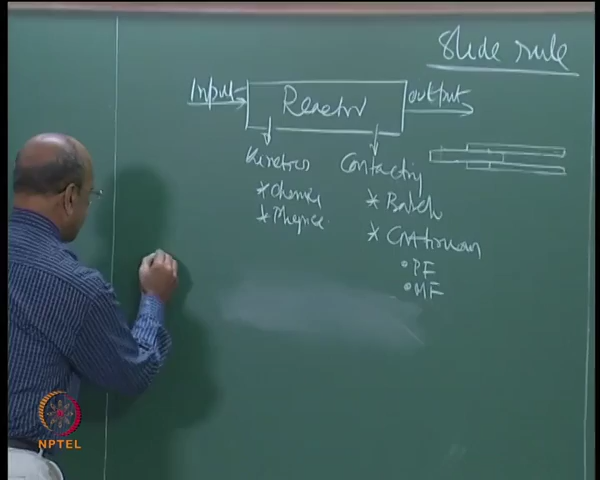 Slide rule
Input
Reactor
output
Kinetics
Contacting
* Chemical
* Physical
* Batch
* Continuous
• PF
• MF
NPTEL